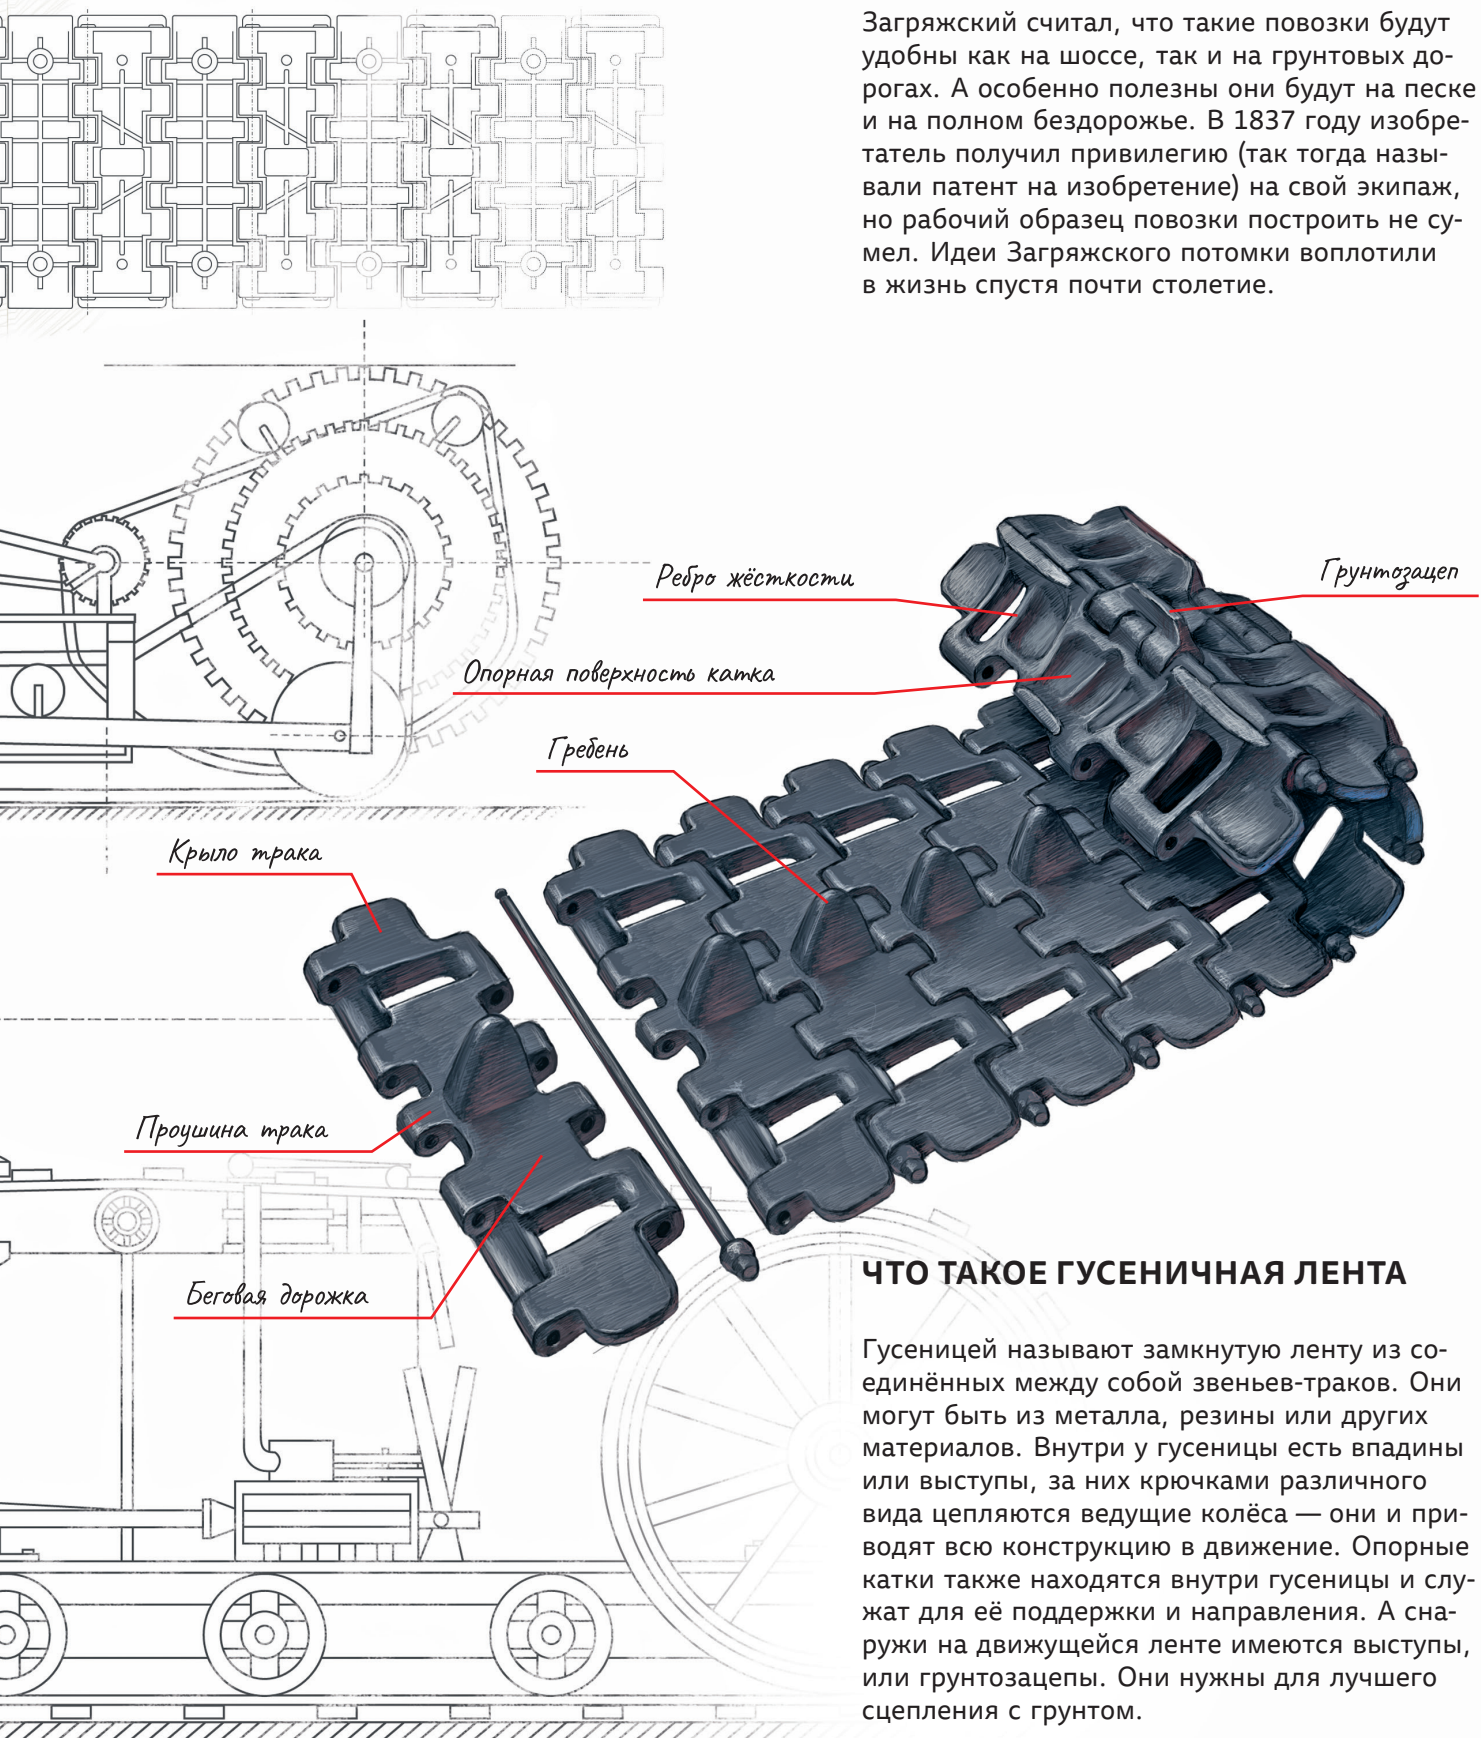 Загряжский считал, что такие повозки будут
удобны как на шоссе, так и на грунтовых до-
рогах. А особенно полезны они будут на песке
и на полном бездорожье. В 1837 году изобре-
татель получил привилегию (так тогда назы-
вали патент на изобретение) на свой экипаж,
но рабочий образец повозки построить не су-
мел. Идеи Загряжского потомки воплотили
в жизнь спустя почти столетие.
Ребро жёсткости
Грунтозацеп
Опорная поверхность катка
Гребень
Крыло трака
Проушина трака
Беговая дорожка
ЧТО ТАКОЕ ГУСЕНИЧНАЯ ЛЕНТА
Гусеницей называют замкнутую ленту из со-
единённых между собой звеньев-траков. Они
могут быть из металла, резины или других
материалов. Внутри у гусеницы есть впадины
или выступы, за них крючками различного
вида цепляются ведущие колёса — они и при-
водят всю конструкцию в движение. Опорные
катки также находятся внутри гусеницы и слу-
жат для её поддержки и направления. А сна-
ружи на движущейся ленте имеются выступы,
или грунтозацепы. Они нужны для лучшего
сцепления с грунтом.